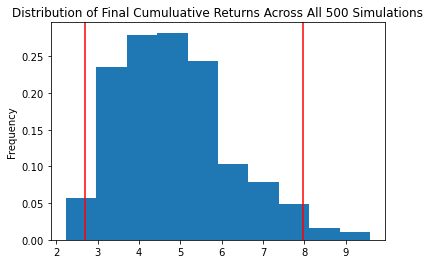 Distribution of Final Cumuluative Returns Across All 500 Simulations
Frequency
0.25
0.20
0.15
0.10
0.05
0.00
2 3 4 5 6 7 8 9